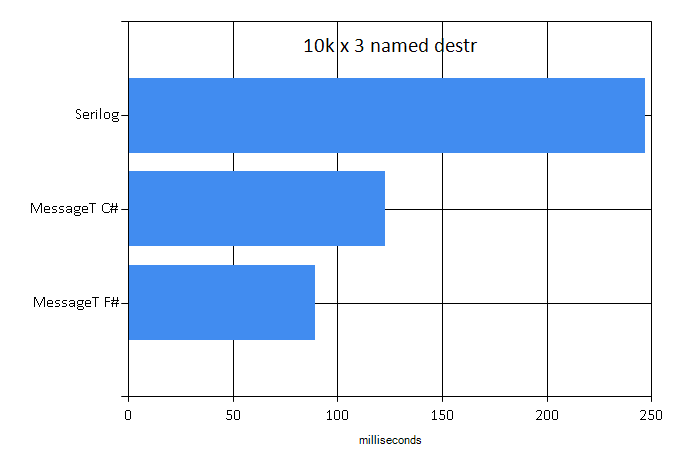 10k x 3 named destr
Serilog
MessageT C#
MessageT F#
0 50 100 150 200 250
milliseconds